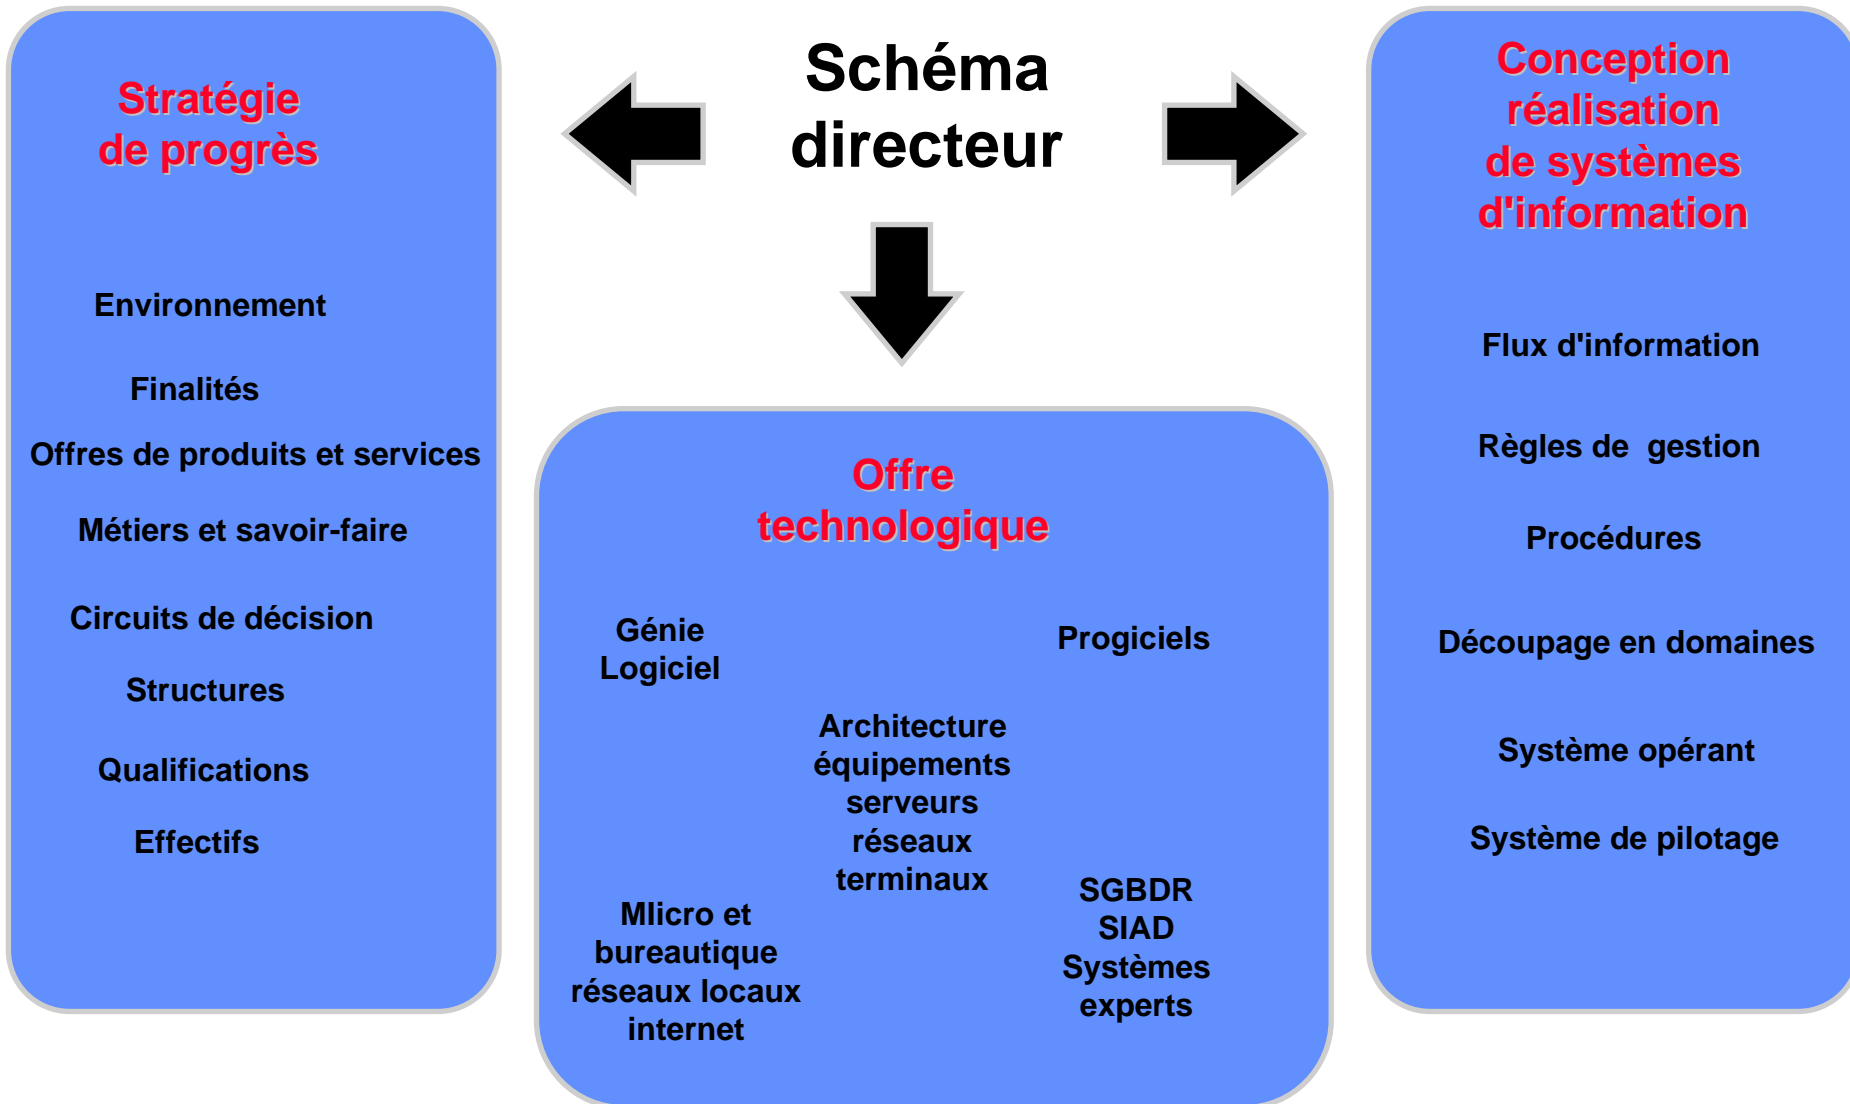 Schéma
directeur
Stratégie
de progrès
Environnement
Finalités
Offres de produits et services
Métiers et savoir-faire
Circuits de décision
Structures
Qualifications
Effectifs
Offre
technologique
Génie
Logiciel
Progiciels
Architecture
équipements
serveurs
réseaux
terminaux
MIicro et
bureautique
réseaux locaux
internet
SGBDR
SIAD
Systèmes
experts
Conception
réalisation
de systèmes
d'information
Flux d'information
Règles de  gestion
Procédures
Découpage en domaines
Système opérant
Système de pilotage